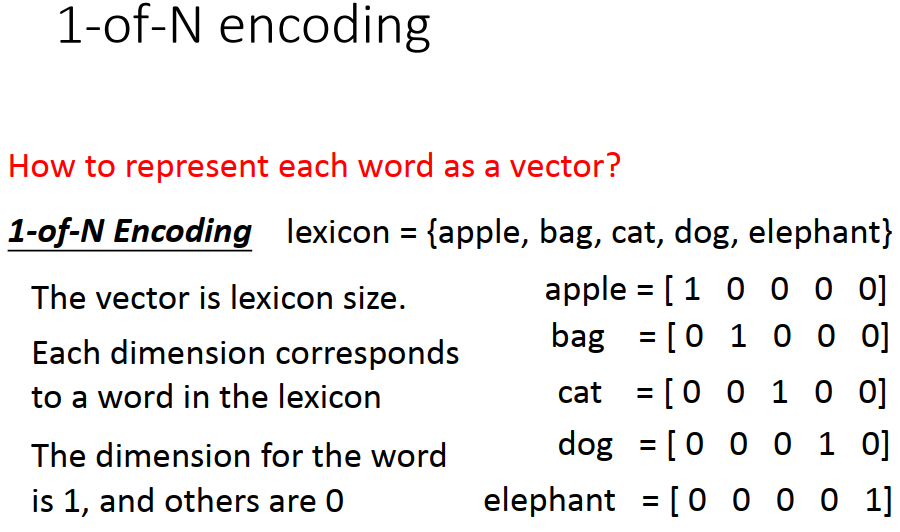 1-of-N encoding
How to represent each word as a vector?
1-of-N Encoding lexicon = {apple, bag, cat, dog, elephant}
The vector is lexicon size.
Each dimension corresponds
to a word in the lexicon
The dimension for the word
is 1, and others are 0
apple = [ 1 0 0 0 0]
bag = [ 0 1 0 0 0]
cat = [ 0 0 1 0 0]
dog = [ 0 0 0 1 0]
elephant = [ 0 0 0 0 1]